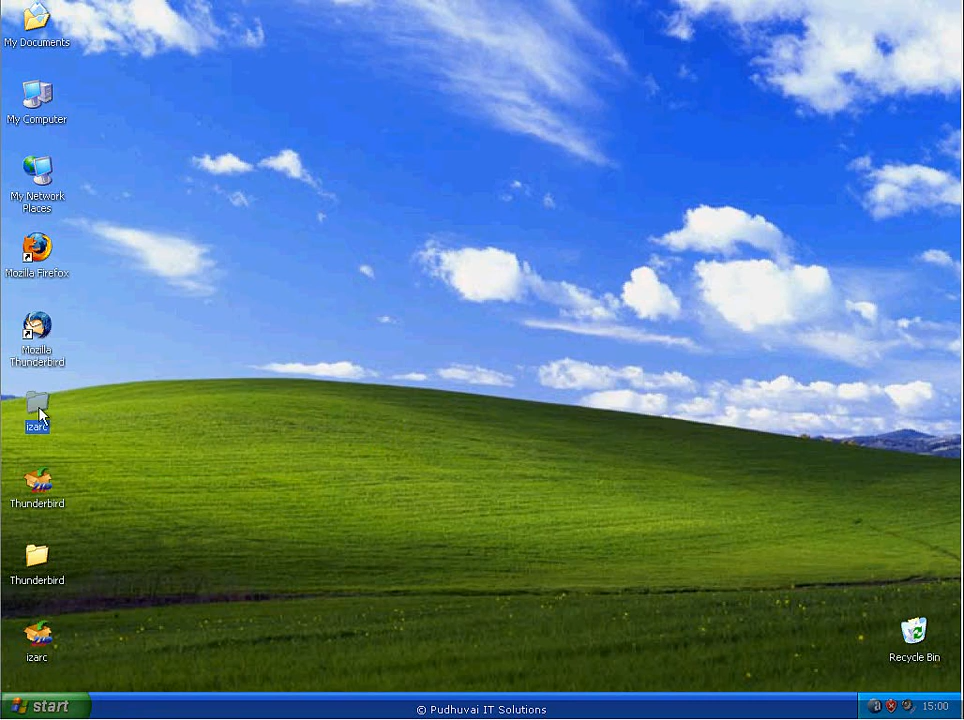 My Documents
My Computer
My Network
Places
Mozilla Firefox
Mozilla
Thunderbird
izarc
Thunderbird
Thunderbird
izarc
Recycle Bin
start
© Pudhuvai IT Solutions
15:00